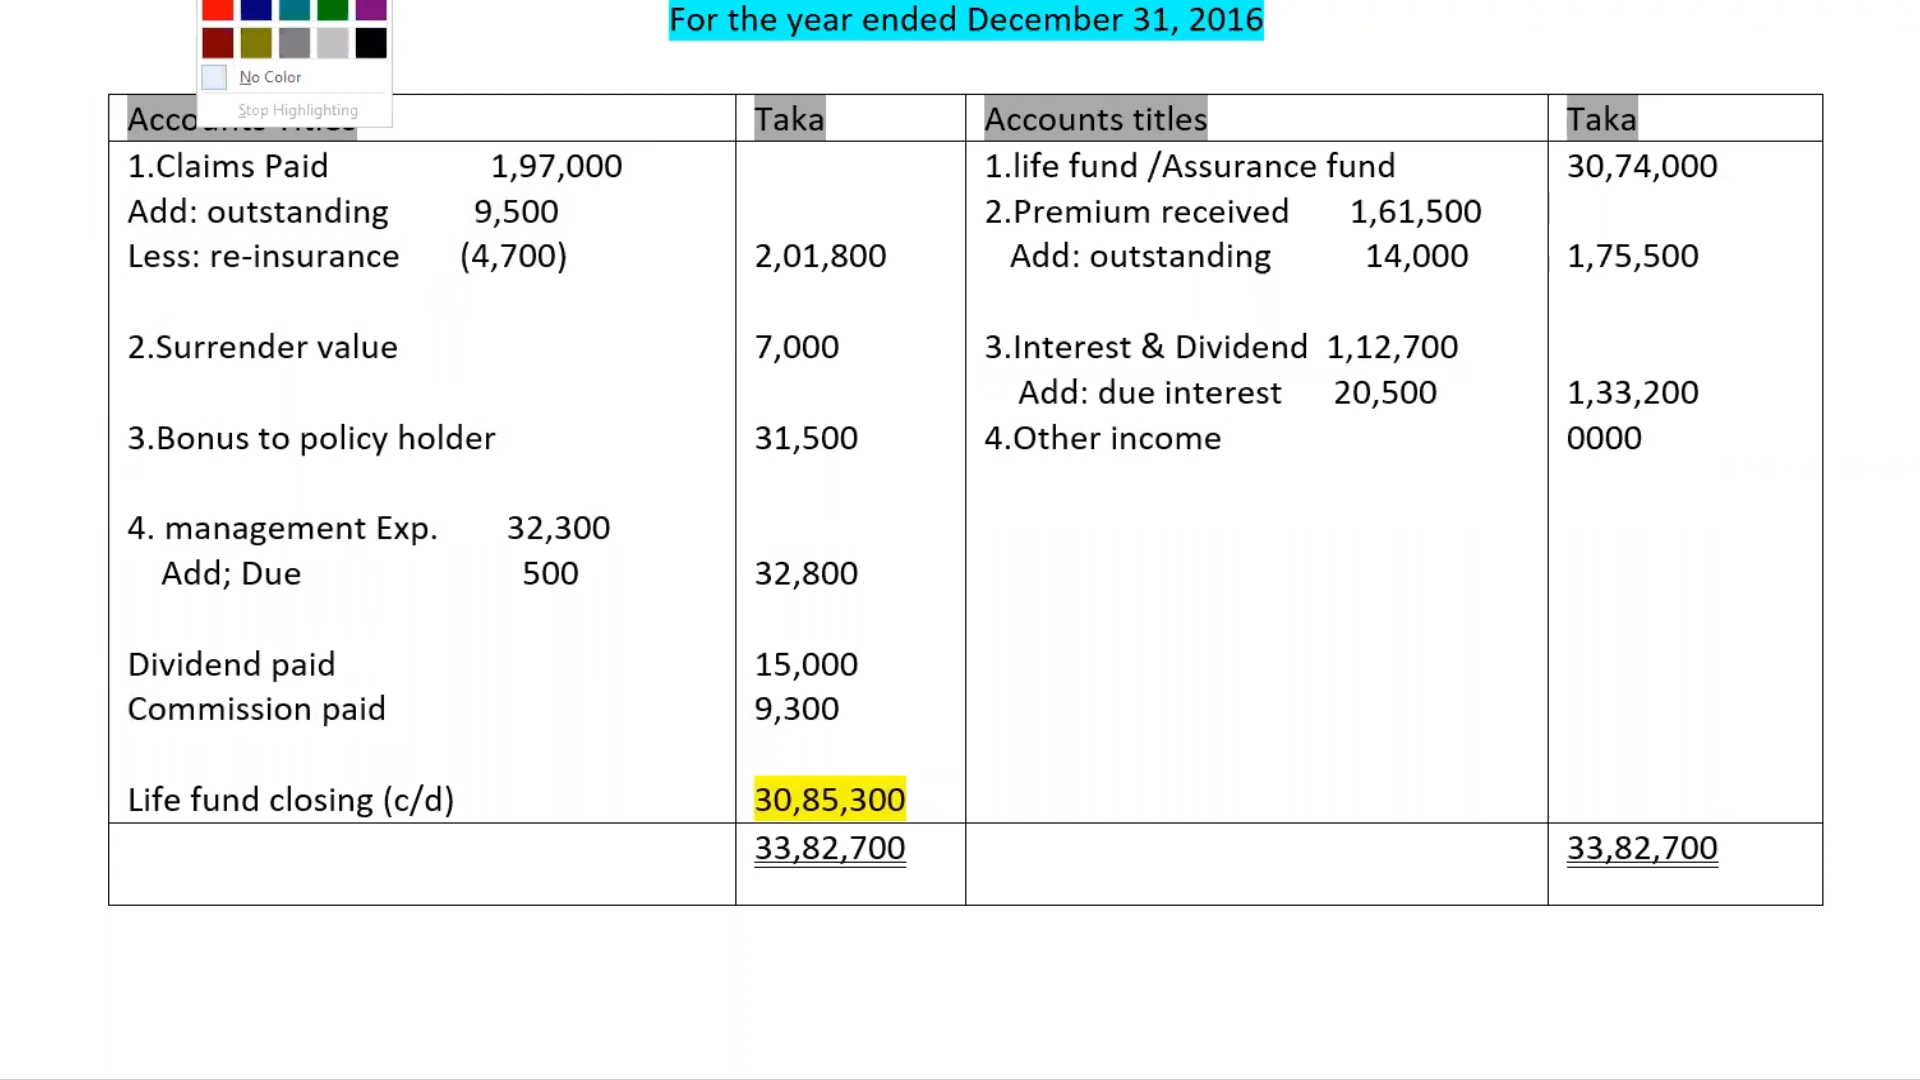 For the year ended December 31, 2016
No Color
Stop Highlighting
Taka Accounts titles Taka
1.Claims Paid 1,97,000 1.life fund /Assurance fund 30,74,000
Add: outstanding 9,500 2.Premium received 1,61,500
Less: re-insurance (4,700) 2,01,800 Add: outstanding 14,000 1,75,500
2.Surrender value 7,000 3.Interest & Dividend 1,12,700
Add: due interest 20,500 1,33,200
3.Bonus to policy holder 31,500 4.Other income 0000
4. management Exp. 32,300
Add; Due 500 32,800
Dividend paid 15,000
Commission paid 9,300
Life fund closing (c/d) 30,85,300
33,82,700 33,82,700